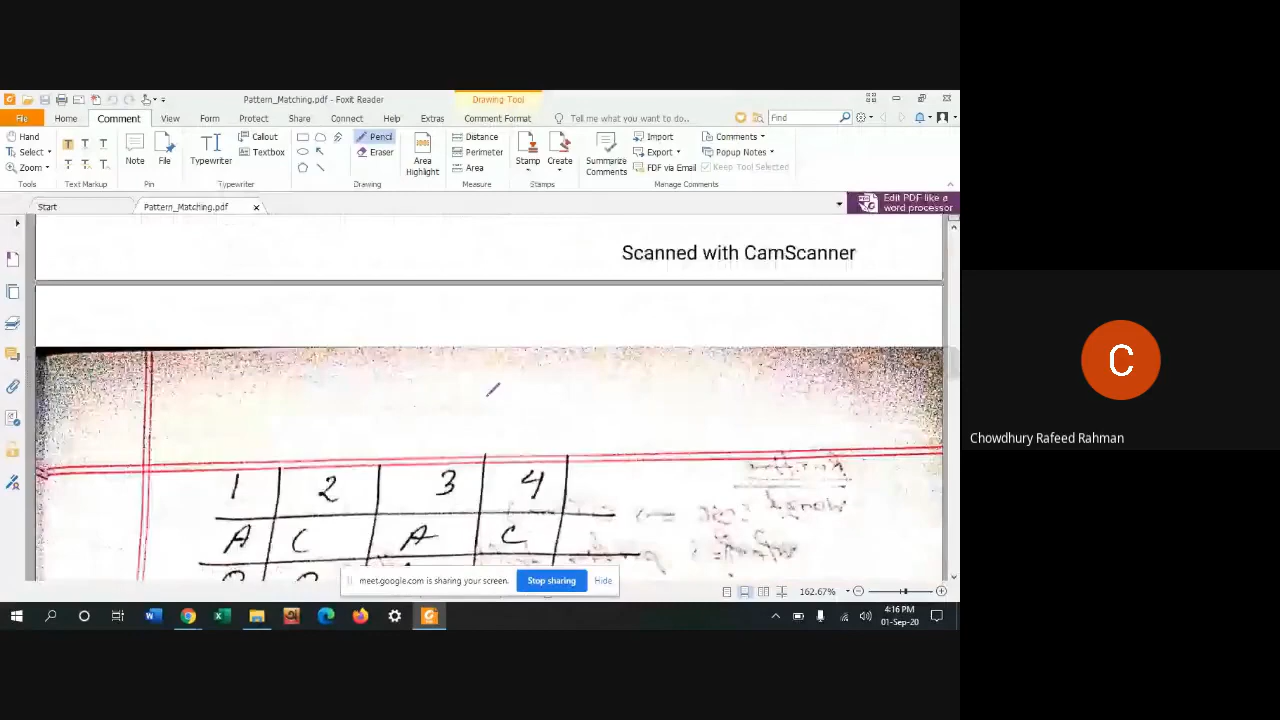 Pattern_Matching.pdf - Foxit Reader
Drawing Tool
File
Home
Comment
View
Form
Protect
Share
Connect
Help
Extras
Comment Format
Tell me what you want to do...
Find
Hand
Select
Zoom
Tools
Text Markup
Note
File
Pin
Typewriter
Callout
Textbox
Typewriter
Pencil
Eraser
Drawing
Area Highlight
Distance
Perimeter
Area
Measure
Stamp
Create
Stamps
Summarize Comments
Import
Export
FDF via Email
Comments
Popup Notes
Keep Tool Selected
Manage Comments
Start
Pattern_Matching.pdf
Edit PDF like a word processor
Scanned with CamScanner
1 2 3 4
A C A C
meet.google.com is sharing your screen.
Stop sharing
Hide
162.67%
4:16 PM
01-Sep-20
C
Chowdhury Rafeed Rahman